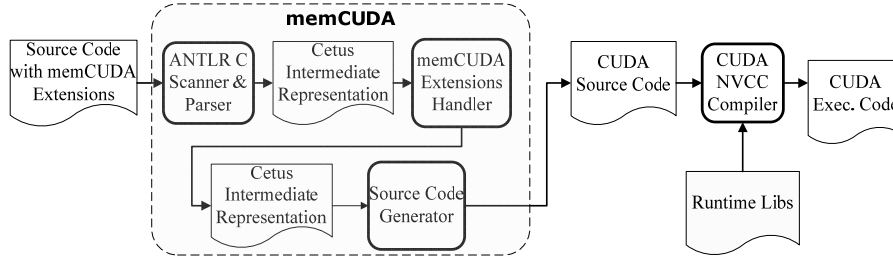 memCUDA
Source Code
with memCUDA
Extensions
ANTLR C
Scanner &
Parser
Cetus
Intermediate
Representation
memCUDA
Extensions
Handler
CUDA
Source Code
CUDA
NVCC
Compiler
CUDA
Exec. Code
Cetus
Intermediate
Representation
Source Code
Generator
Runtime Libs